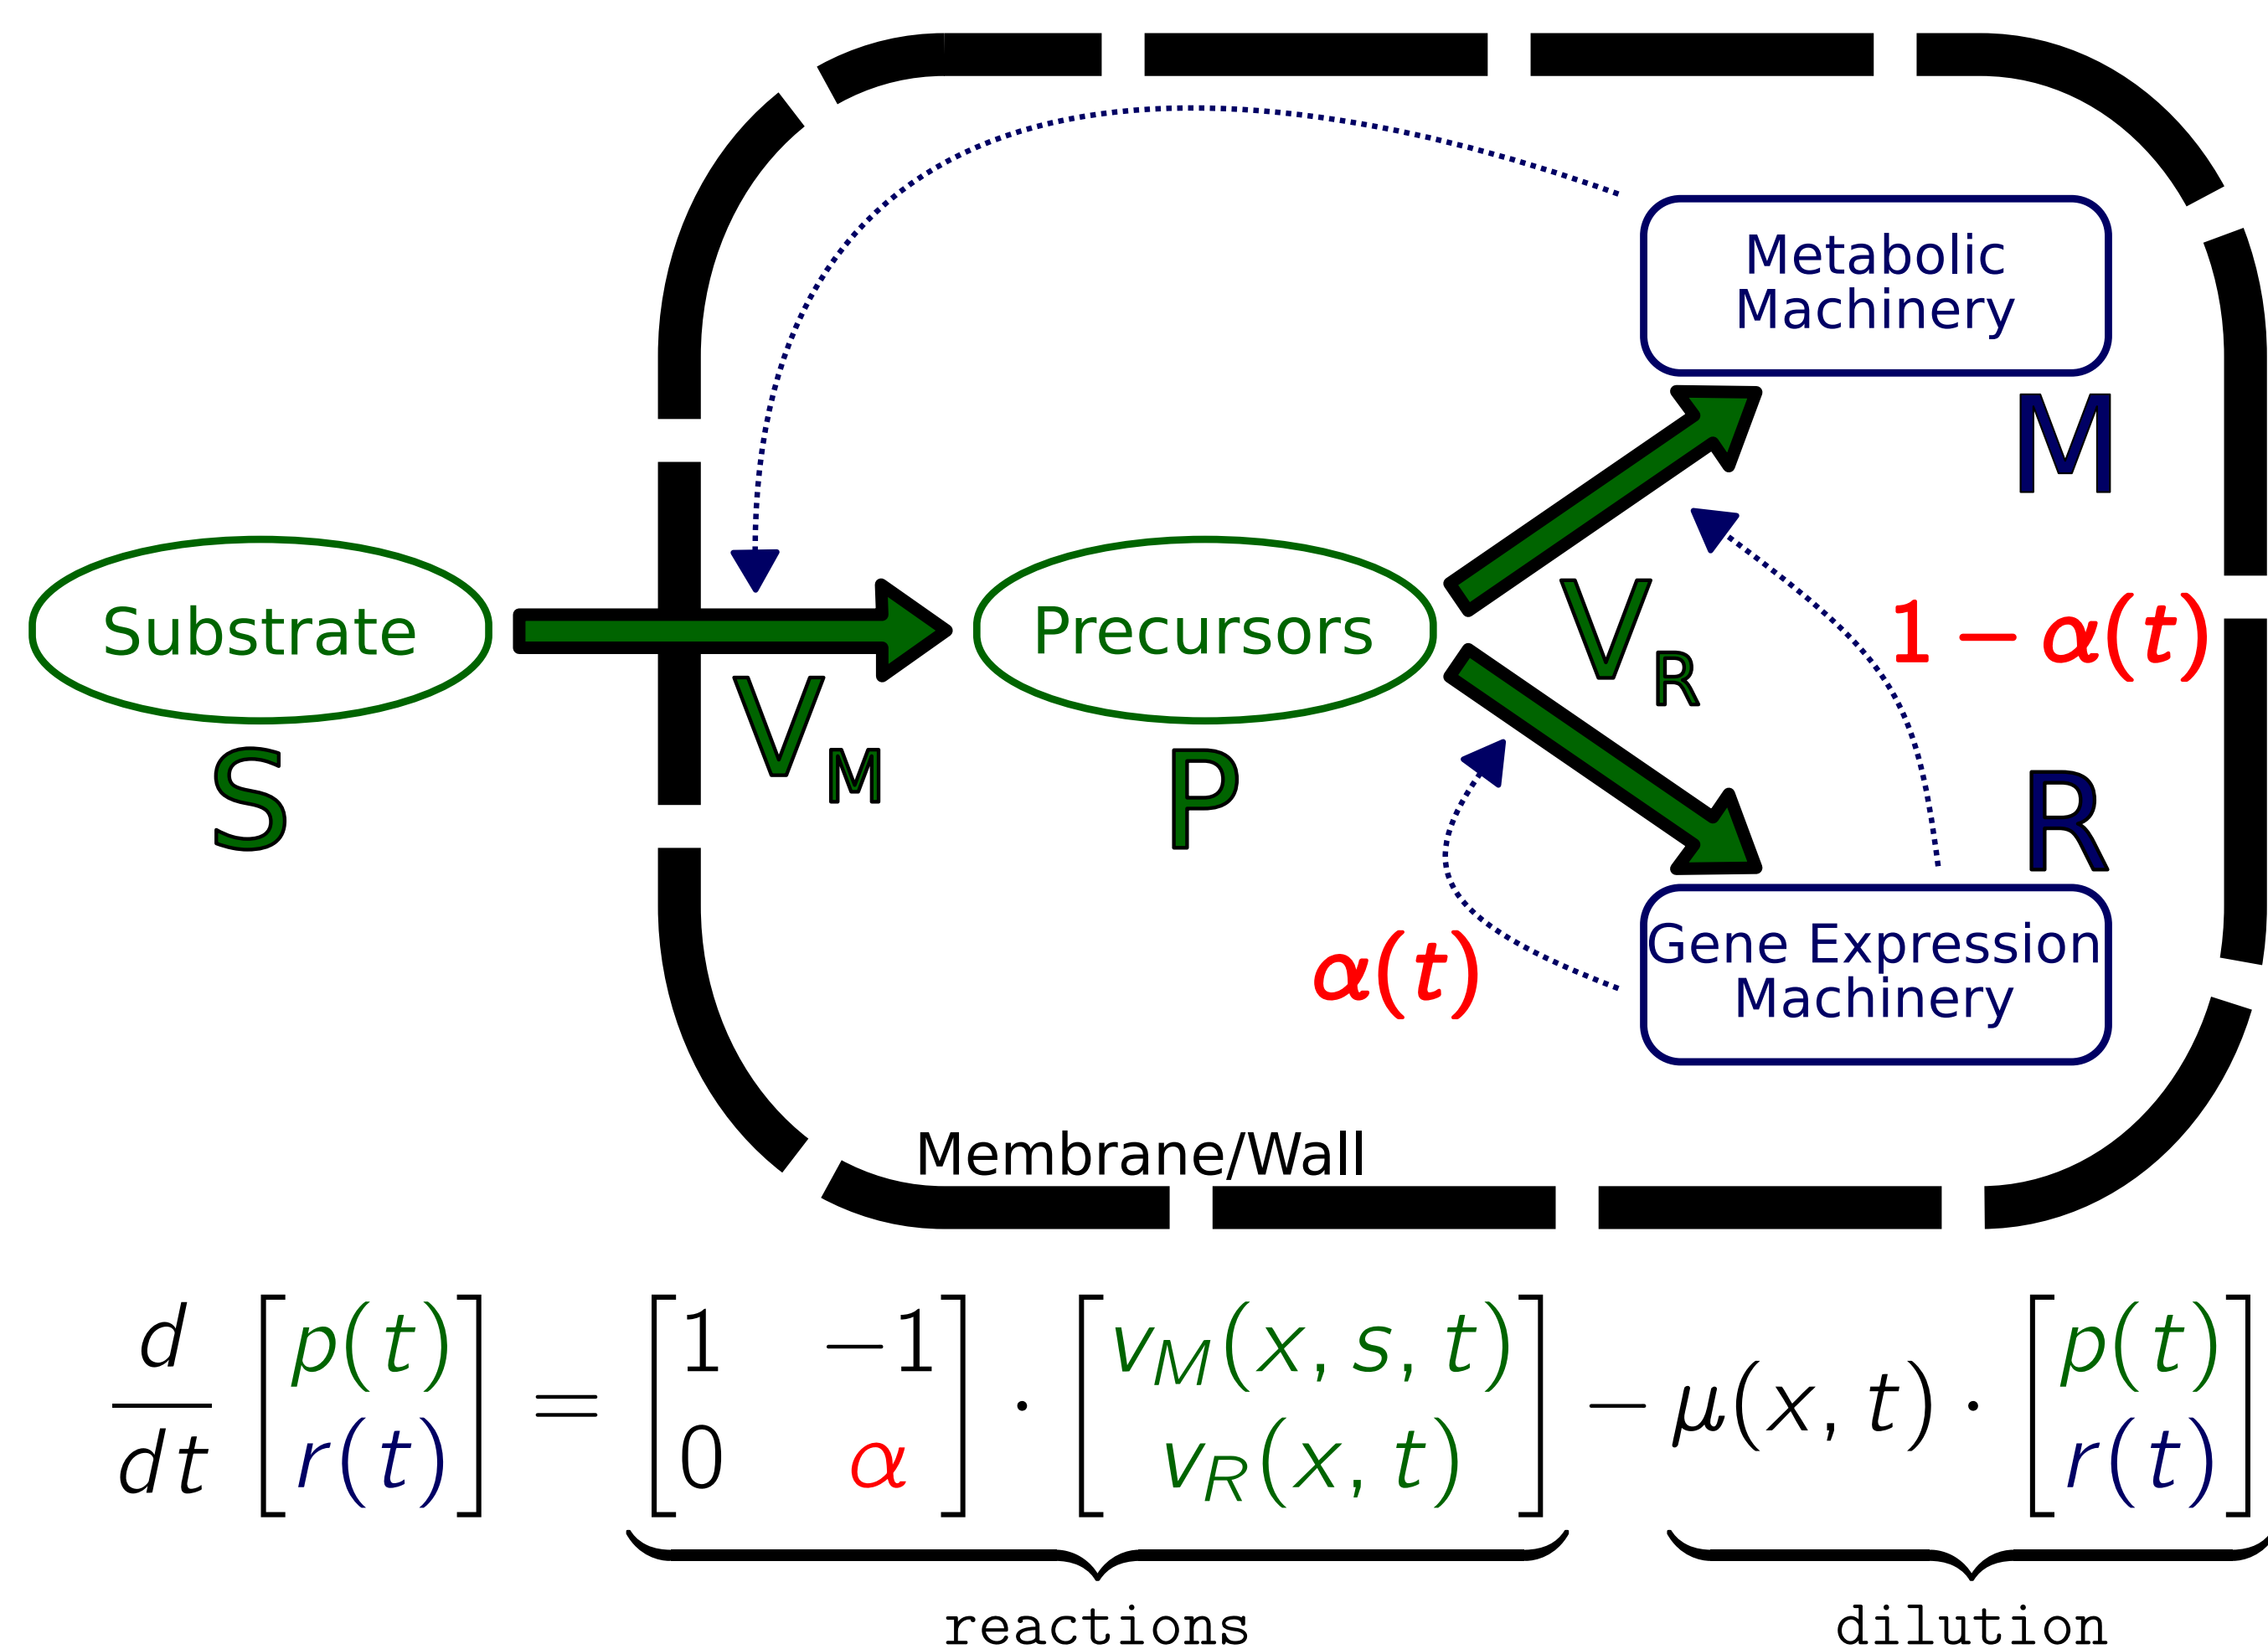 Metabolic
Machinery
M
Substrate
S
V_M
Precursors
P
V_R
1 − α(t)
R
α(t)
Gene Expression
Machinery
Membrane/Wall
d/dt [p(t) r(t)] = [1 −1 0 α] · [v_M(x, s, t) v_R(x, t)] − μ(x, t) · [p(t) r(t)]
reactions
dilution